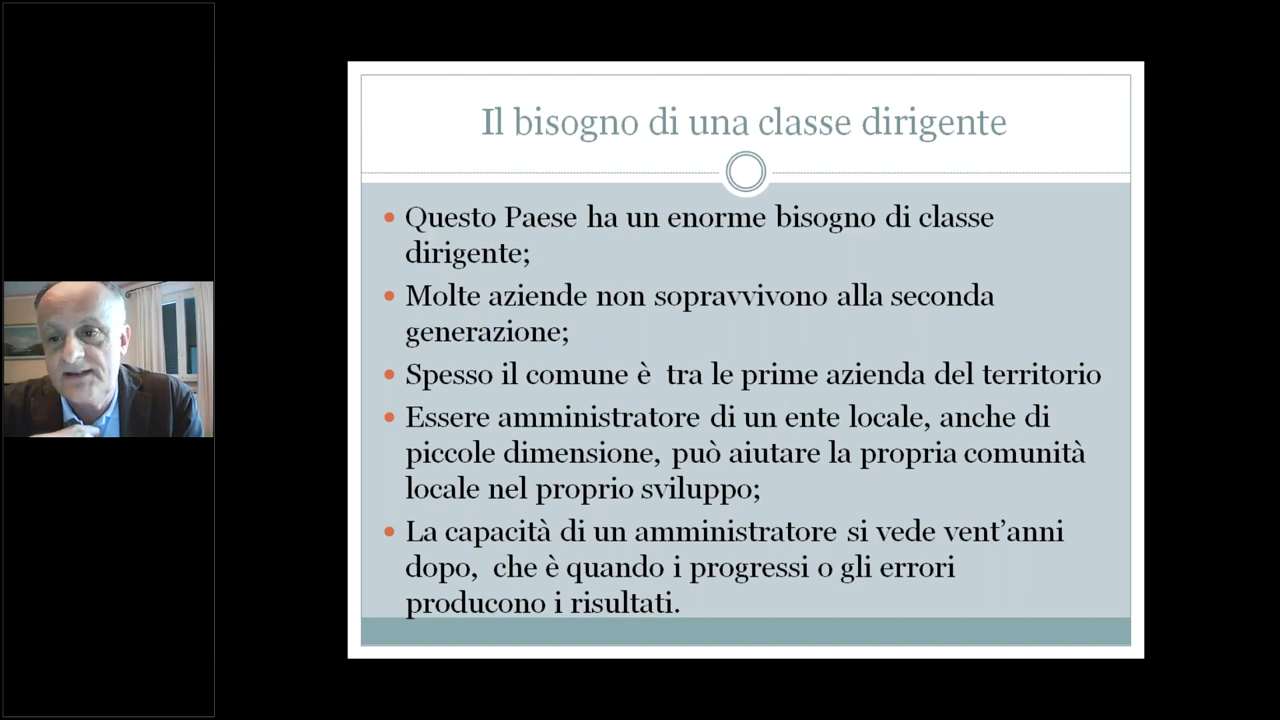 Il bisogno di una classe dirigente
Questo Paese ha un enorme bisogno di classe
dirigente;
Molte aziende non sopravvivono alla seconda
generazione;
Spesso il comune è  tra le prime azienda del territorio
Essere amministratore di un ente locale, anche di
piccole dimensione, può aiutare la propria comunità
locale nel proprio sviluppo;
La capacità di un amministratore si vede vent’anni
dopo,  che è quando i progressi o gli errori
producono i risultati.